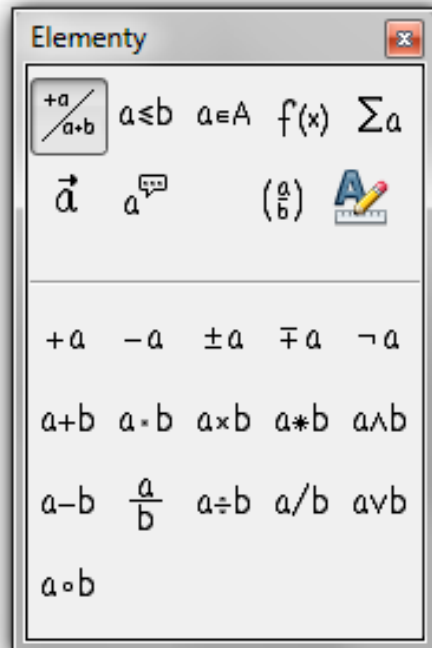 Elementy
+a/a+b a≤b a∈A f(x) Σa
a⃗ a (a/b) A
+a −a ±a ∓a ¬a
a+b a·b a×b a∗b a∧b
a−b a/b a÷b a/b a∨b
a∘b